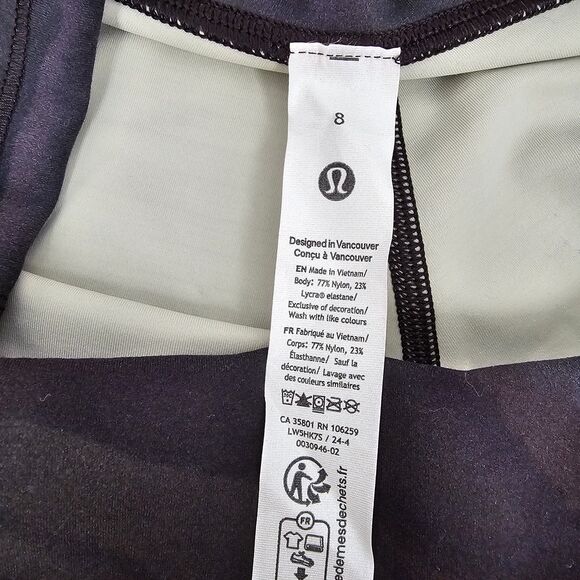 8
Designed in Vancouver
Conçu à Vancouver
EN Made in Vietnam/
Body: 77% Nylon, 23%
Lycra® elastane/
Exclusive of decoration/
Wash with like colours
FR Fabriqué au Vietnam/
Corps: 77% Nylon, 23%
Élasthanne/ Sauf la
décoration/ Lavage avec
des couleurs similaires
CA 35801 RN 106259
LW5HK7S / 24-4
0030946-02
FR
edemesdechets.fr